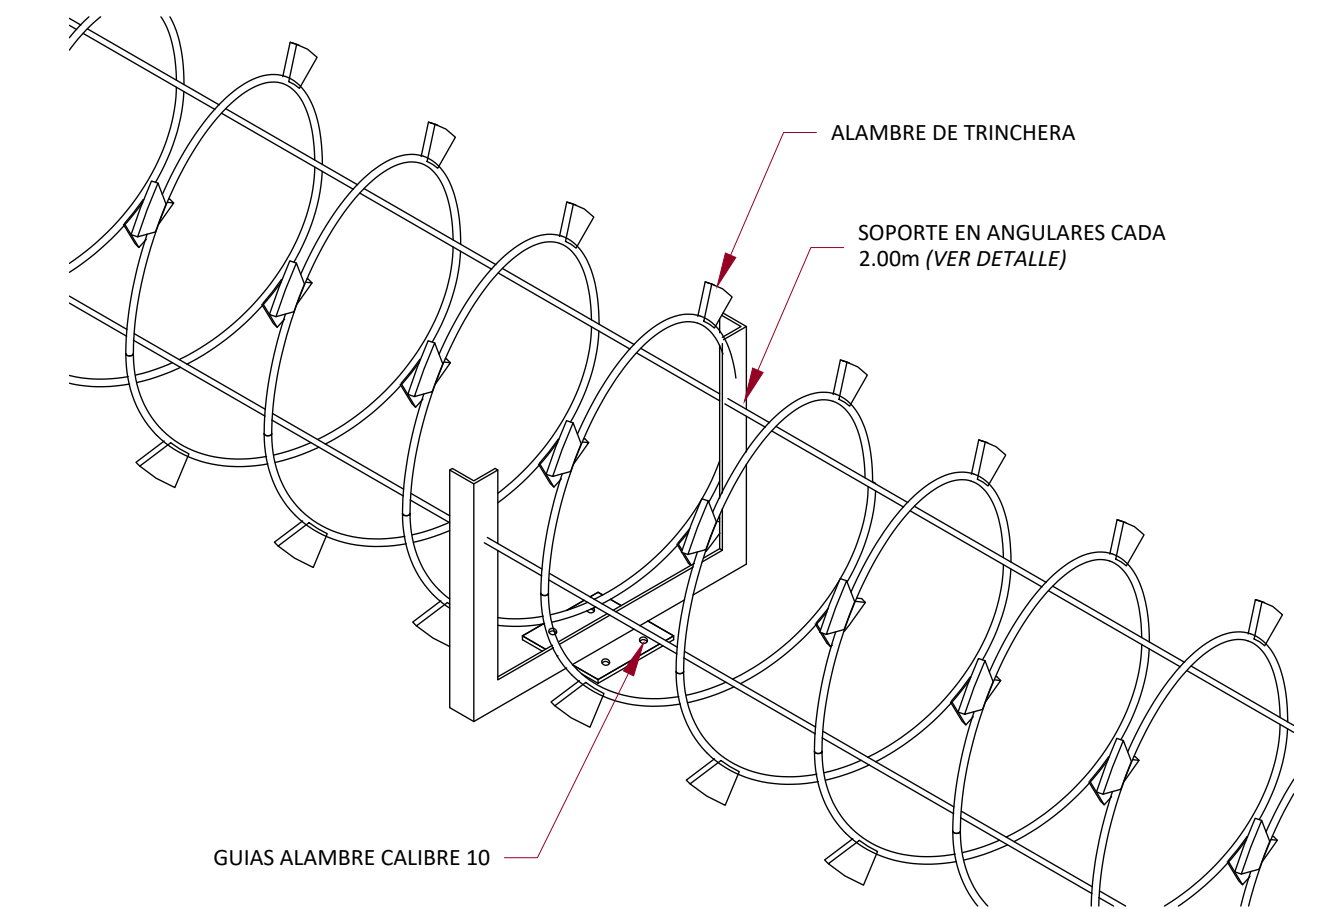 ALAMBRE DE TRINCHERA
SOPORTE EN ANGULARES CADA
2.00m (VER DETALLE)
GUIAS ALAMBRE CALIBRE 10